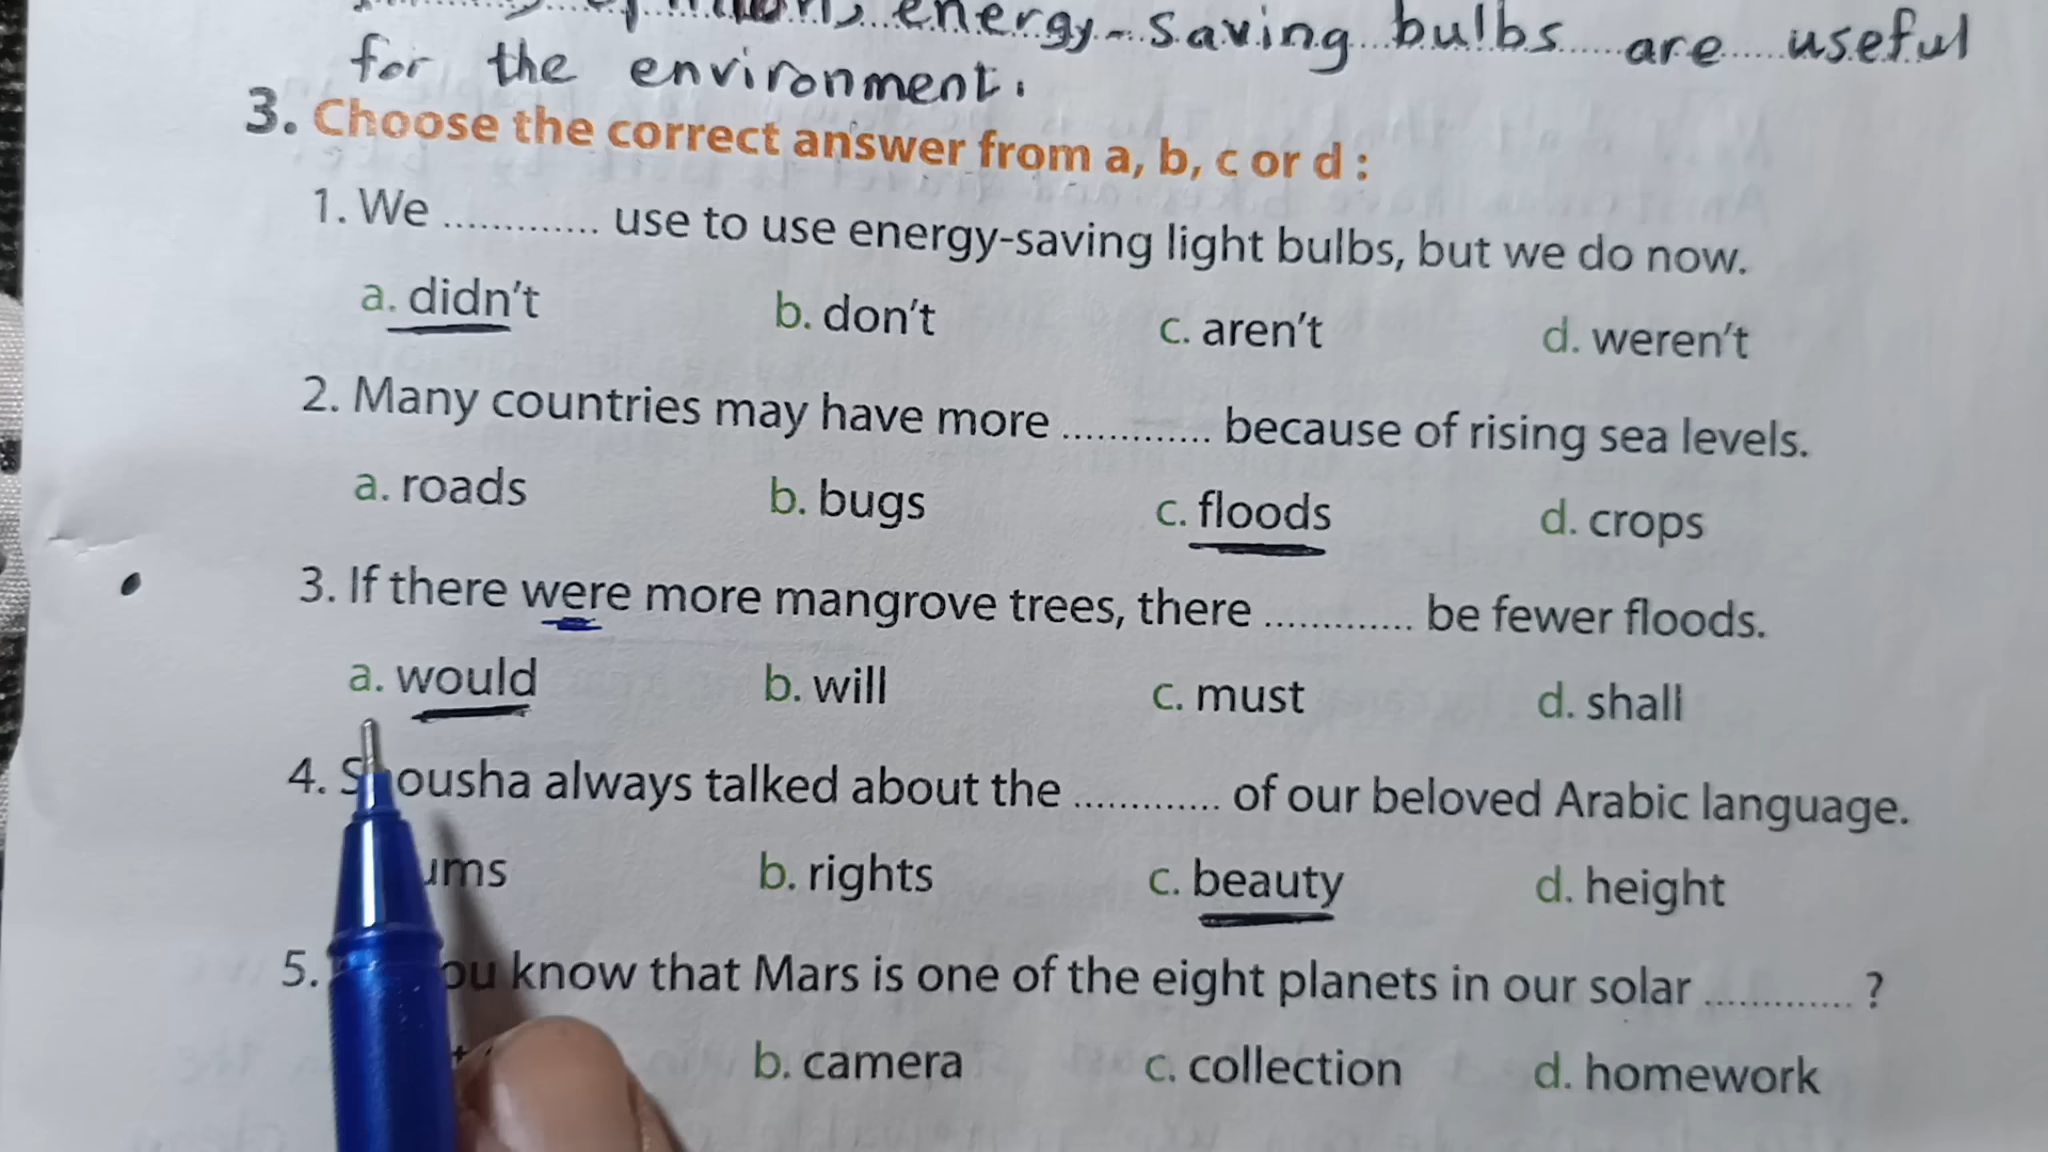 energy-saving bulbs are useful
for the environment.
3. Choose the correct answer from a, b, c or d :
1. We ............. use to use energy-saving light bulbs, but we do now.
a. didn't b. don't c. aren't d. weren't
2. Many countries may have more ............. because of rising sea levels.
a. roads b. bugs c. floods d. crops
3. If there were more mangrove trees, there ............. be fewer floods.
a. would b. will c. must d. shall
4. Shousha always talked about the ............. of our beloved Arabic language.
b. rights c. beauty d. height
5. know that Mars is one of the eight planets in our solar ............. ?
b. camera c. collection d. homework